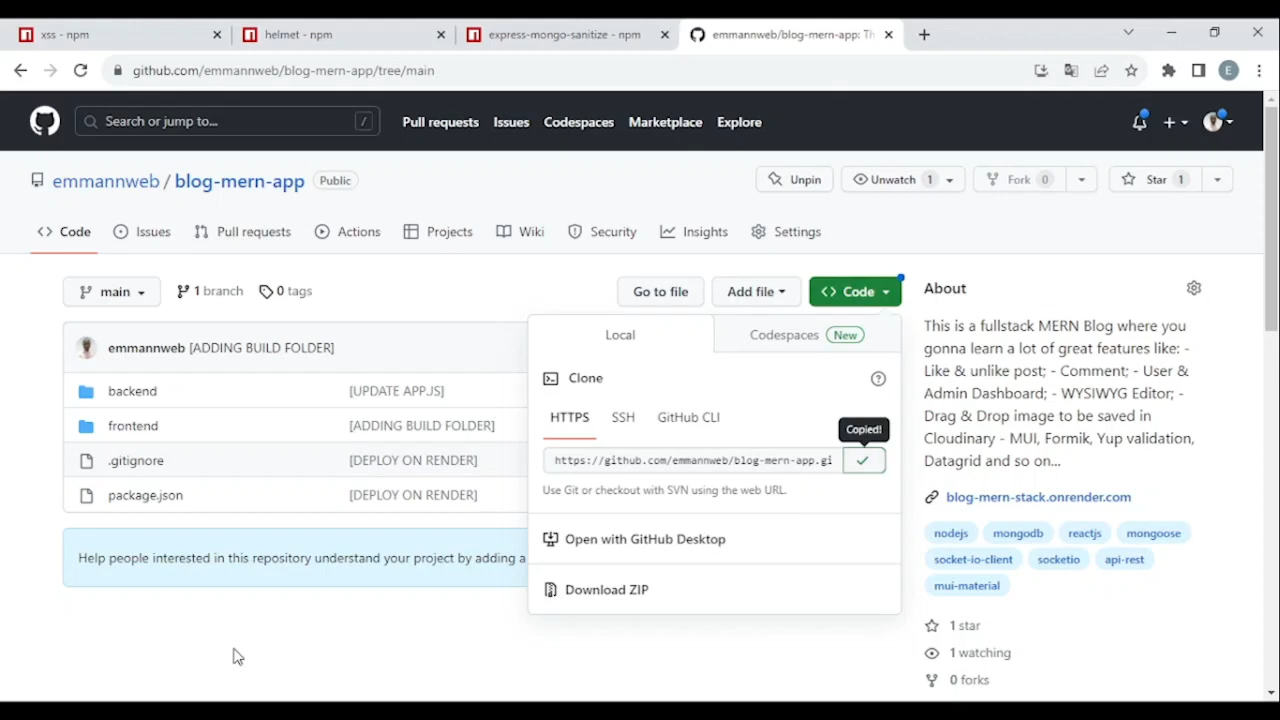 xss - npm
helmet - npm
express-mongo-sanitize - npm
emmannweb/blog-mern-app: Th
github.com/emmannweb/blog-mern-app/tree/main
E
Search or jump to...
/
Pull requests
Issues
Codespaces
Marketplace
Explore
emmannweb / blog-mern-app
Public
Unpin
Unwatch 1
Fork 0
Star 1
Code
Issues
Pull requests
Actions
Projects
Wiki
Security
Insights
Settings
main
1 branch
0 tags
Go to file
Add file
Code
emmannweb [ADDING BUILD FOLDER]
backend
[UPDATE APP.JS]
frontend
[ADDING BUILD FOLDER]
.gitignore
[DEPLOY ON RENDER]
package.json
[DEPLOY ON RENDER]
Help people interested in this repository understand your project by adding a
Local
Codespaces New
Clone
HTTPS
SSH
GitHub CLI
Copied!
https://github.com/emmannweb/blog-mern-app.gi
Use Git or checkout with SVN using the web URL.
Open with GitHub Desktop
Download ZIP
About
This is a fullstack MERN Blog where you
gonna learn a lot of great features like: -
Like & unlike post; - Comment; - User &
Admin Dashboard; - WYSIWYG Editor; -
Drag & Drop image to be saved in
Cloudinary - MUI, Formik, Yup validation,
Datagrid and so on...
blog-mern-stack.onrender.com
nodejs
mongodb
reactjs
mongoose
socket-io-client
socketio
api-rest
mui-material
1 star
1 watching
0 forks